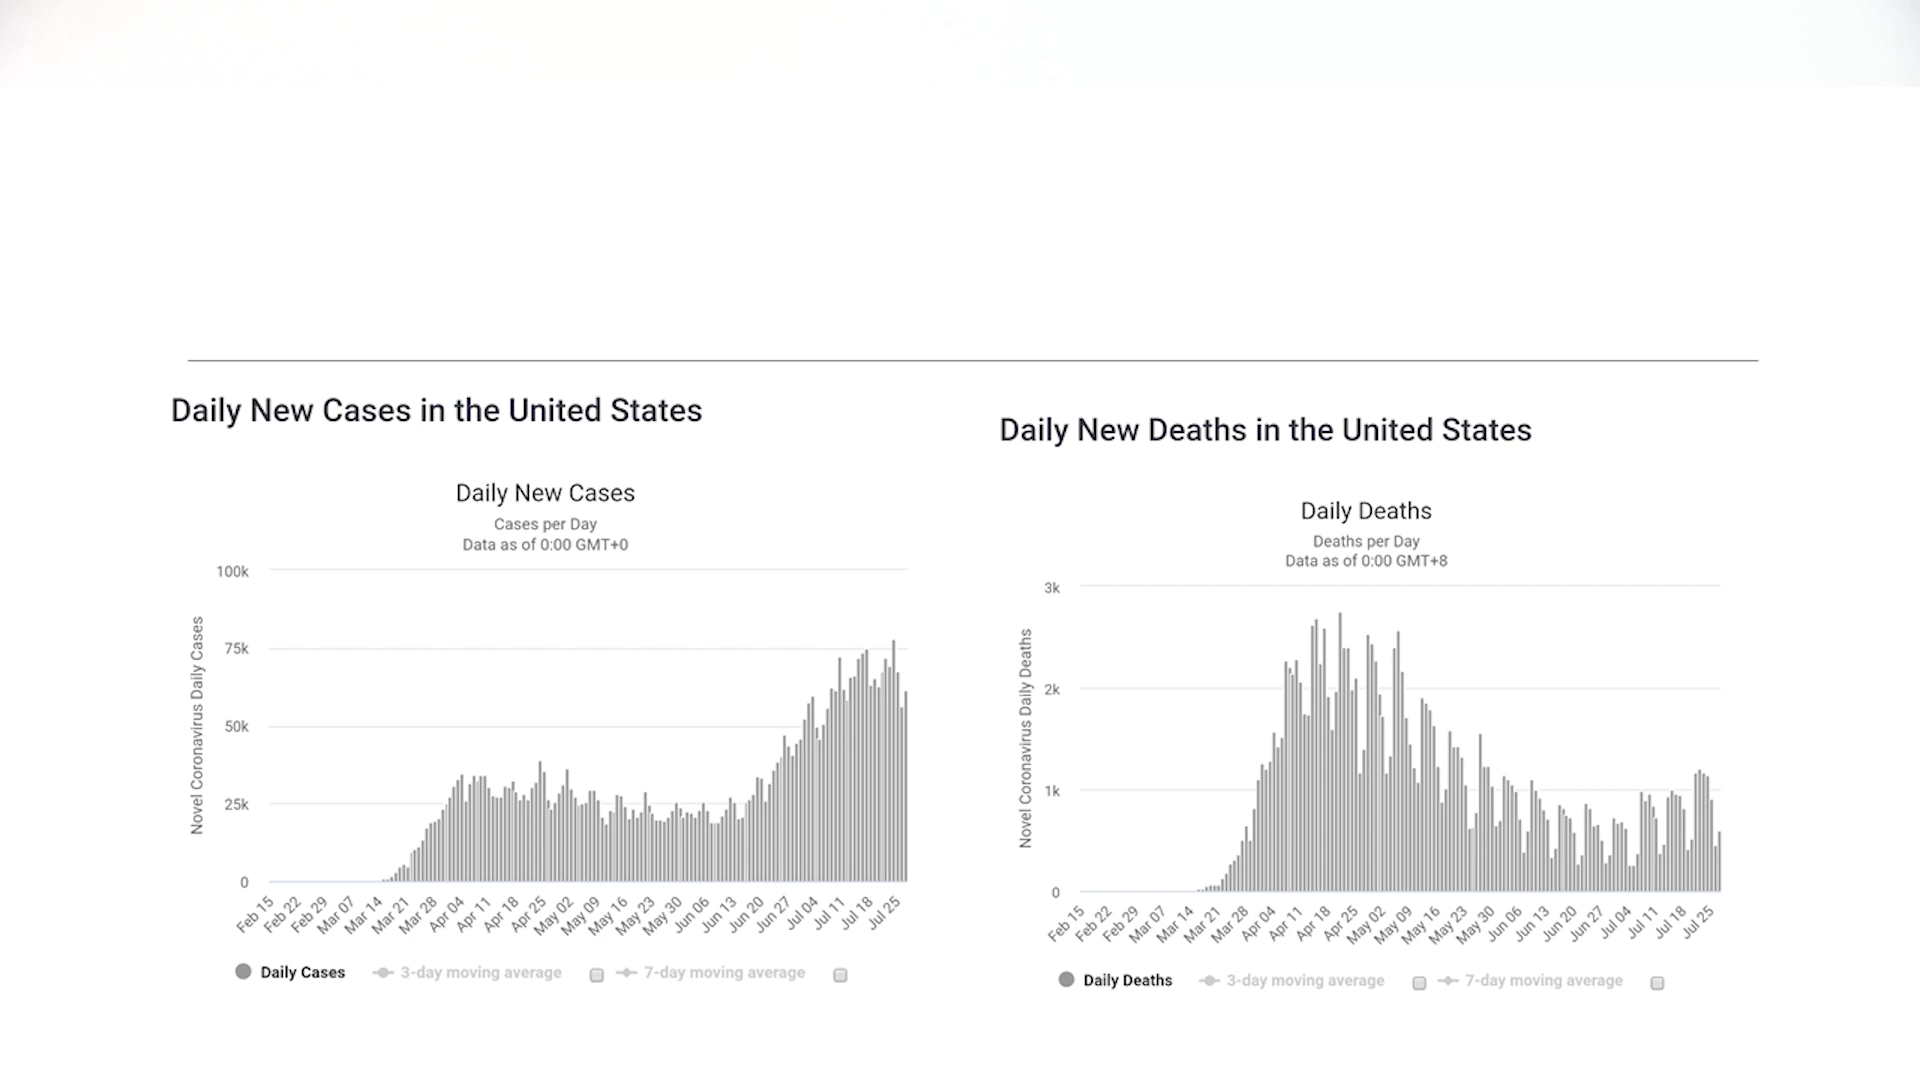 Daily New Cases in the United States
Daily New Cases
Cases per Day
Data as of 0:00 GMT+0
100k
75k
50k
25k
0
Novel Coronavirus Daily Cases
Feb 15
Feb 22
Feb 29
Mar 07
Mar 14
Mar 21
Mar 28
Apr 04
Apr 11
Apr 18
Apr 25
May 02
May 09
May 16
May 23
May 30
Jun 06
Jun 13
Jun 20
Jun 27
Jul 04
Jul 11
Jul 18
Jul 25
Daily Cases 3-day moving average 7-day moving average
Daily New Deaths in the United States
Daily Deaths
Deaths per Day
Data as of 0:00 GMT+8
3k
2k
1k
0
Novel Coronavirus Daily Deaths
Feb 15
Feb 22
Feb 29
Mar 07
Mar 14
Mar 21
Mar 28
Apr 04
Apr 11
Apr 18
Apr 25
May 02
May 09
May 16
May 23
May 30
Jun 06
Jun 13
Jun 20
Jun 27
Jul 04
Jul 11
Jul 18
Jul 25
Daily Deaths 3-day moving average 7-day moving average